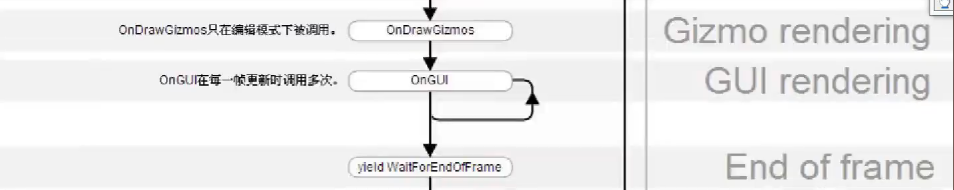 OnDrawGizmos只在编辑模式下被调用。 OnDrawGizmos Gizmo rendering
OnGUI在每一帧更新时调用多次。 OnGUI GUI rendering
yield WaitForEndOfFrame End of frame